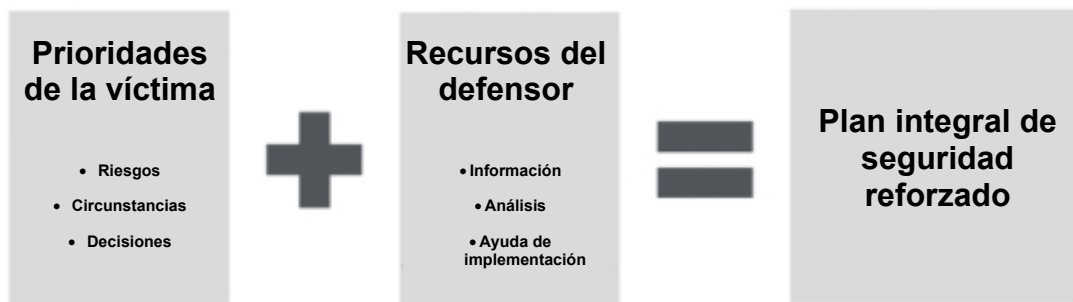 Prioridades
de la víctima
• Riesgos
• Circunstancias
• Decisiones
Recursos del
defensor
• Información
• Análisis
• Ayuda de
implementación
Plan integral de
seguridad
reforzado